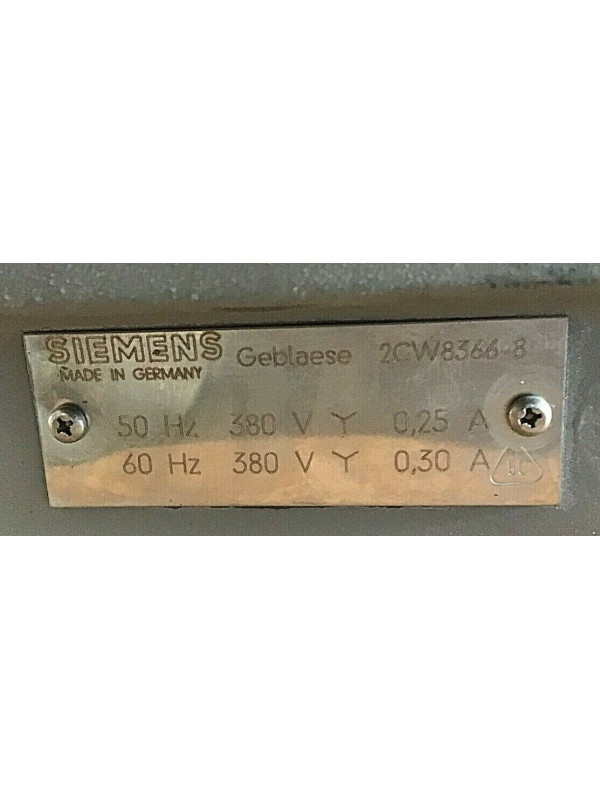 SIEMENS Geblaese 2CW8366-8
MADE IN GERMANY
50 Hz 380 V Y 0,25 A
60 Hz 380 V Y 0,30 A